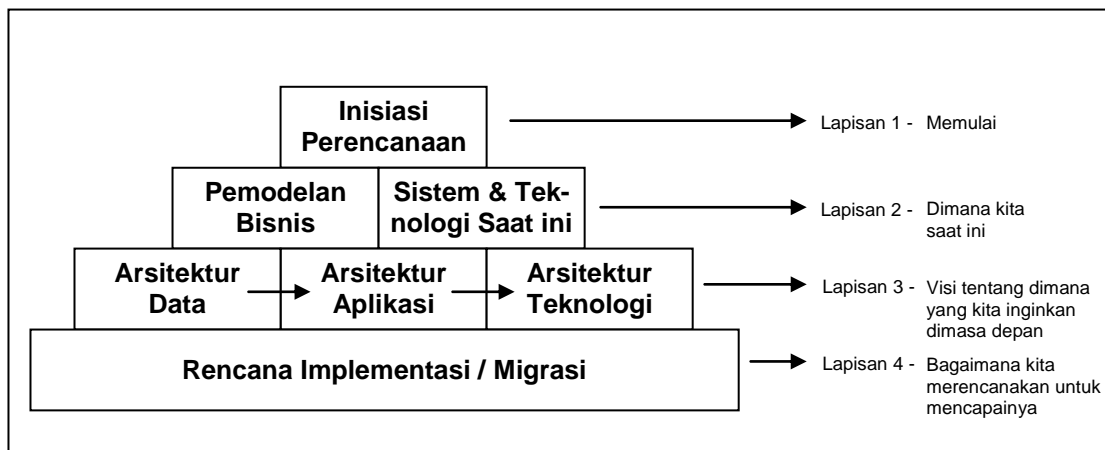 Inisiasi
Perencanaan
Lapisan 1 - Memulai
Pemodelan
Bisnis
Sistem & Tek-
nologi Saat ini
Lapisan 2 - Dimana kita
saat ini
Arsitektur
Data
Arsitektur
Aplikasi
Arsitektur
Teknologi
Lapisan 3 - Visi tentang dimana
yang kita inginkan
dimasa depan
Rencana Implementasi / Migrasi
Lapisan 4 - Bagaimana kita
merencanakan untuk
mencapainya